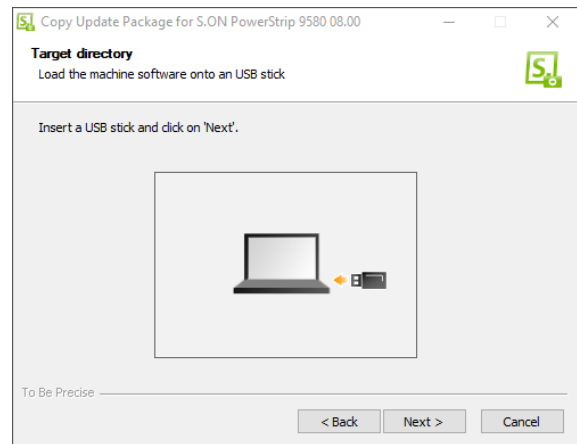 Copy Update Package for S.ON PowerStrip 9580 08.00
Target directory
Load the machine software onto an USB stick
S.
Insert a USB stick and click on 'Next'.
To Be Precise
< Back
Next >
Cancel